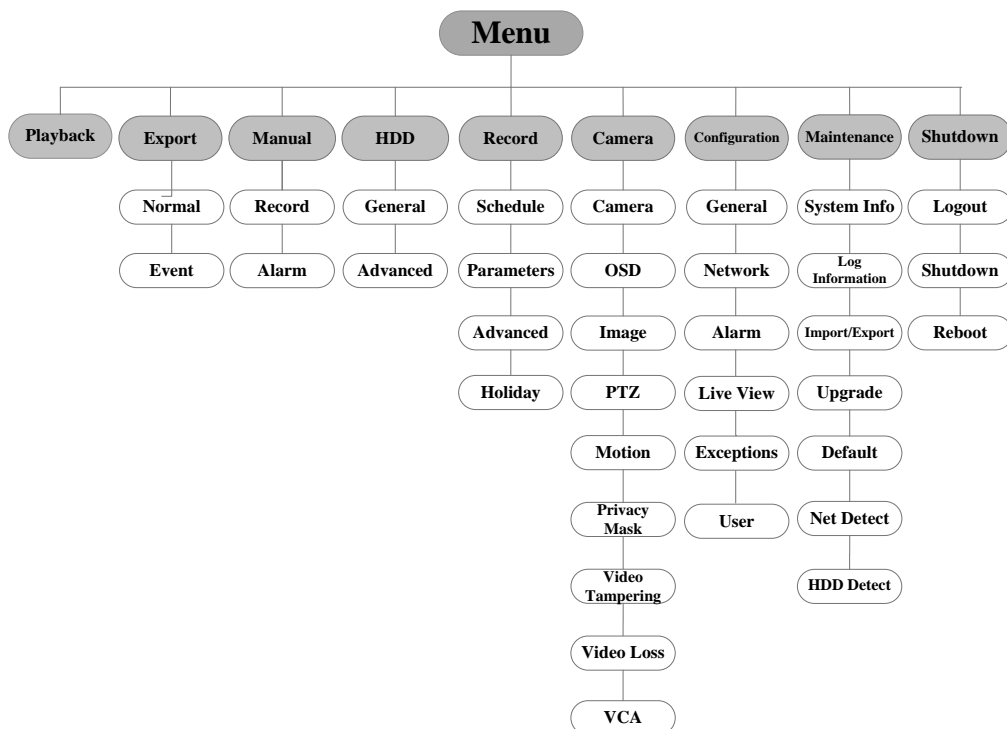 Menu
Playback
Export
Manual
HDD
Record
Camera
Configuration
Maintenance
Shutdown
Normal
Record
General
Schedule
Camera
General
System Info
Logout
Event
Alarm
Advanced
Parameters
OSD
Network
Log
Information
Shutdown
Advanced
Image
Alarm
Import/Export
Reboot
Holiday
PTZ
Live View
Upgrade
Motion
Exceptions
Default
Privacy
Mask
User
Net Detect
Video
Tampering
HDD Detect
Video Loss
VCA